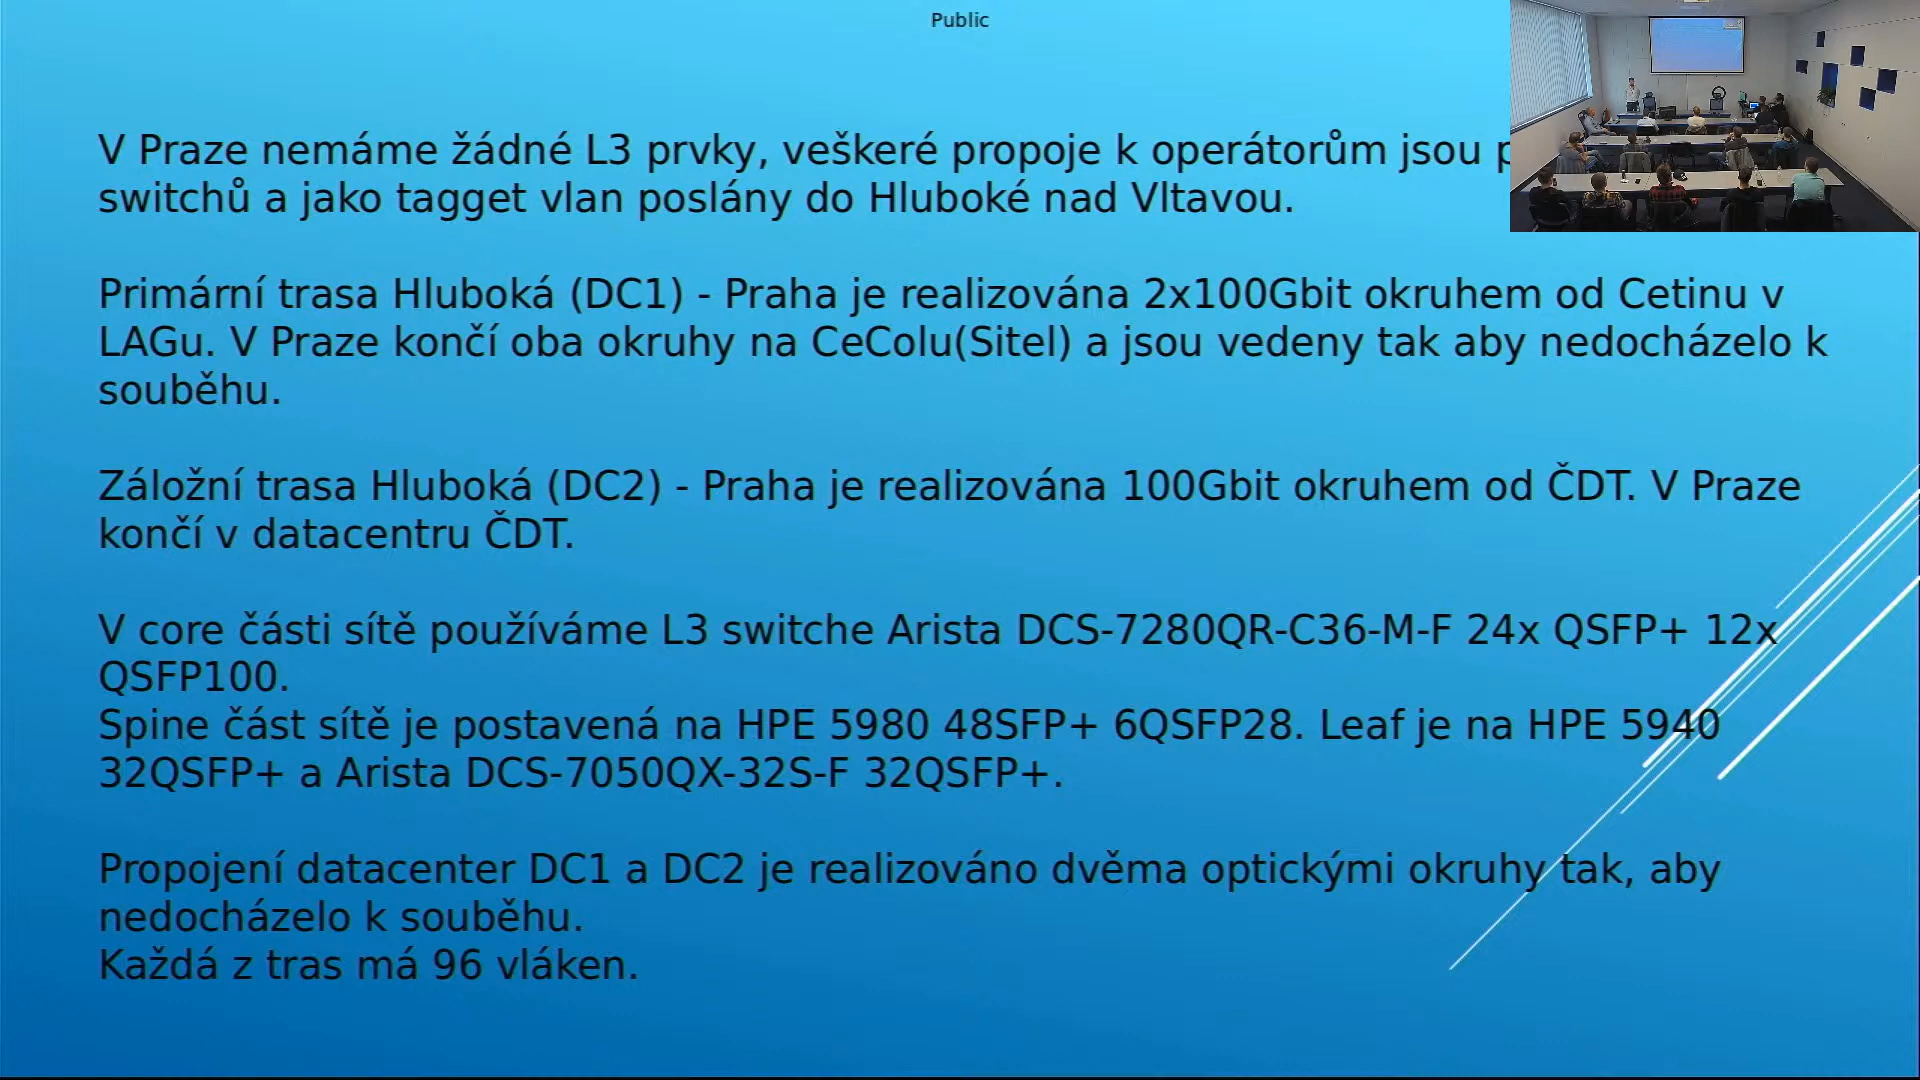 Public
V Praze nemáme žádné L3 prvky, veškeré propoje k operátorům jsou
switchů a jako tagget vlan poslány do Hluboké nad Vltavou.
Primární trasa Hluboká (DC1) - Praha je realizována 2x100Gbit okruhem od Cetinu v
LAGu. V Praze končí oba okruhy na CeColu(Sitel) a jsou vedeny tak aby nedocházelo k
souběhu.
Záložní trasa Hluboká (DC2) - Praha je realizována 100Gbit okruhem od ČDT. V Praze
končí v datacentru ČDT.
V core části sítě používáme L3 switche Arista DCS-7280QR-C36-M-F 24x QSFP+ 12x
QSFP100.
Spine část sítě je postavená na HPE 5980 48SFP+ 6QSFP28. Leaf je na HPE 5940
32QSFP+ a Arista DCS-7050QX-32S-F 32QSFP+.
Propojení datacenter DC1 a DC2 je realizováno dvěma optickými okruhy tak, aby
nedocházelo k souběhu.
Každá z tras má 96 vláken.